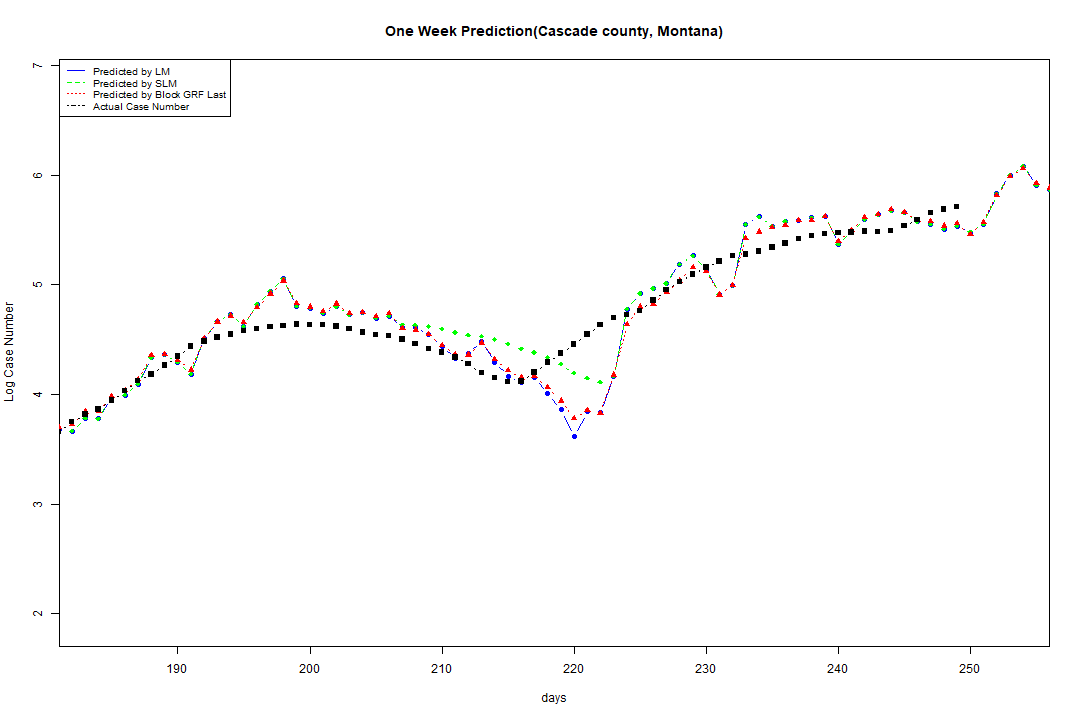 One Week Prediction(Cascade county, Montana)
Predicted by LM
Predicted by SLM
Predicted by Block GRF Last
Actual Case Number
7
6
5
4
3
2
Log Case Number
190 200 210 220 230 240 250
days